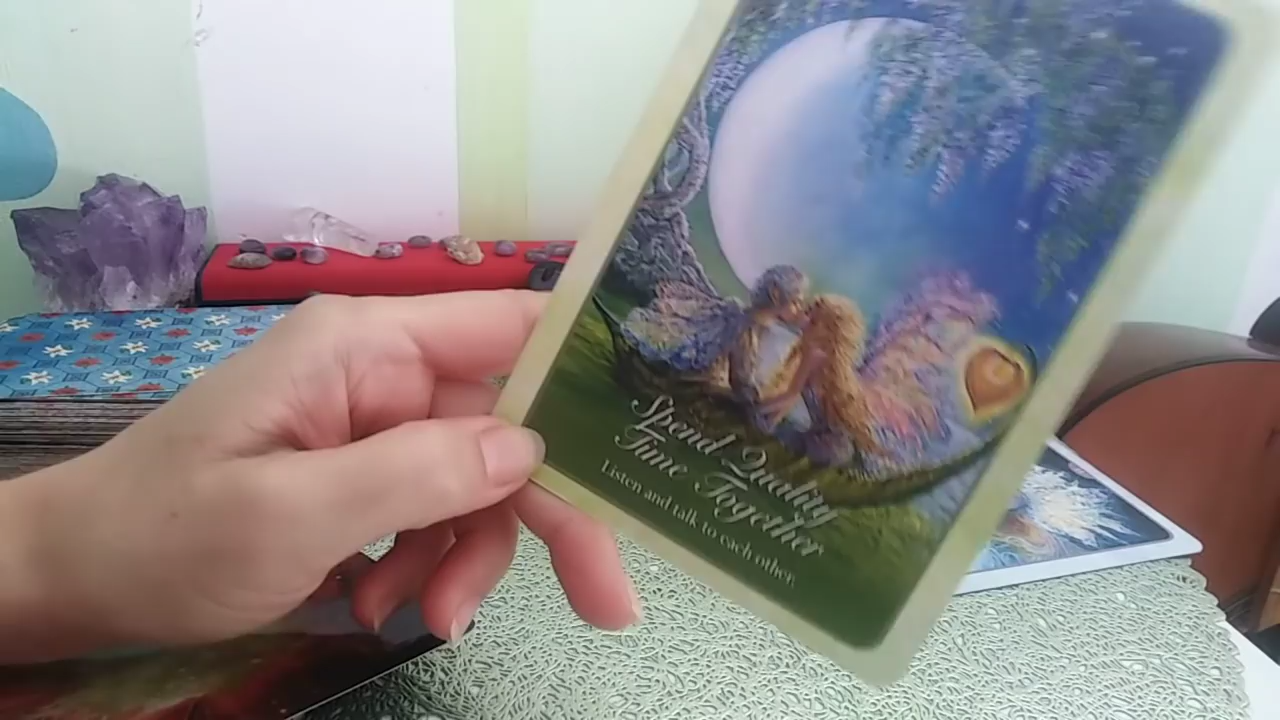 Spend Quality
Time Together
Listen and talk to each other.